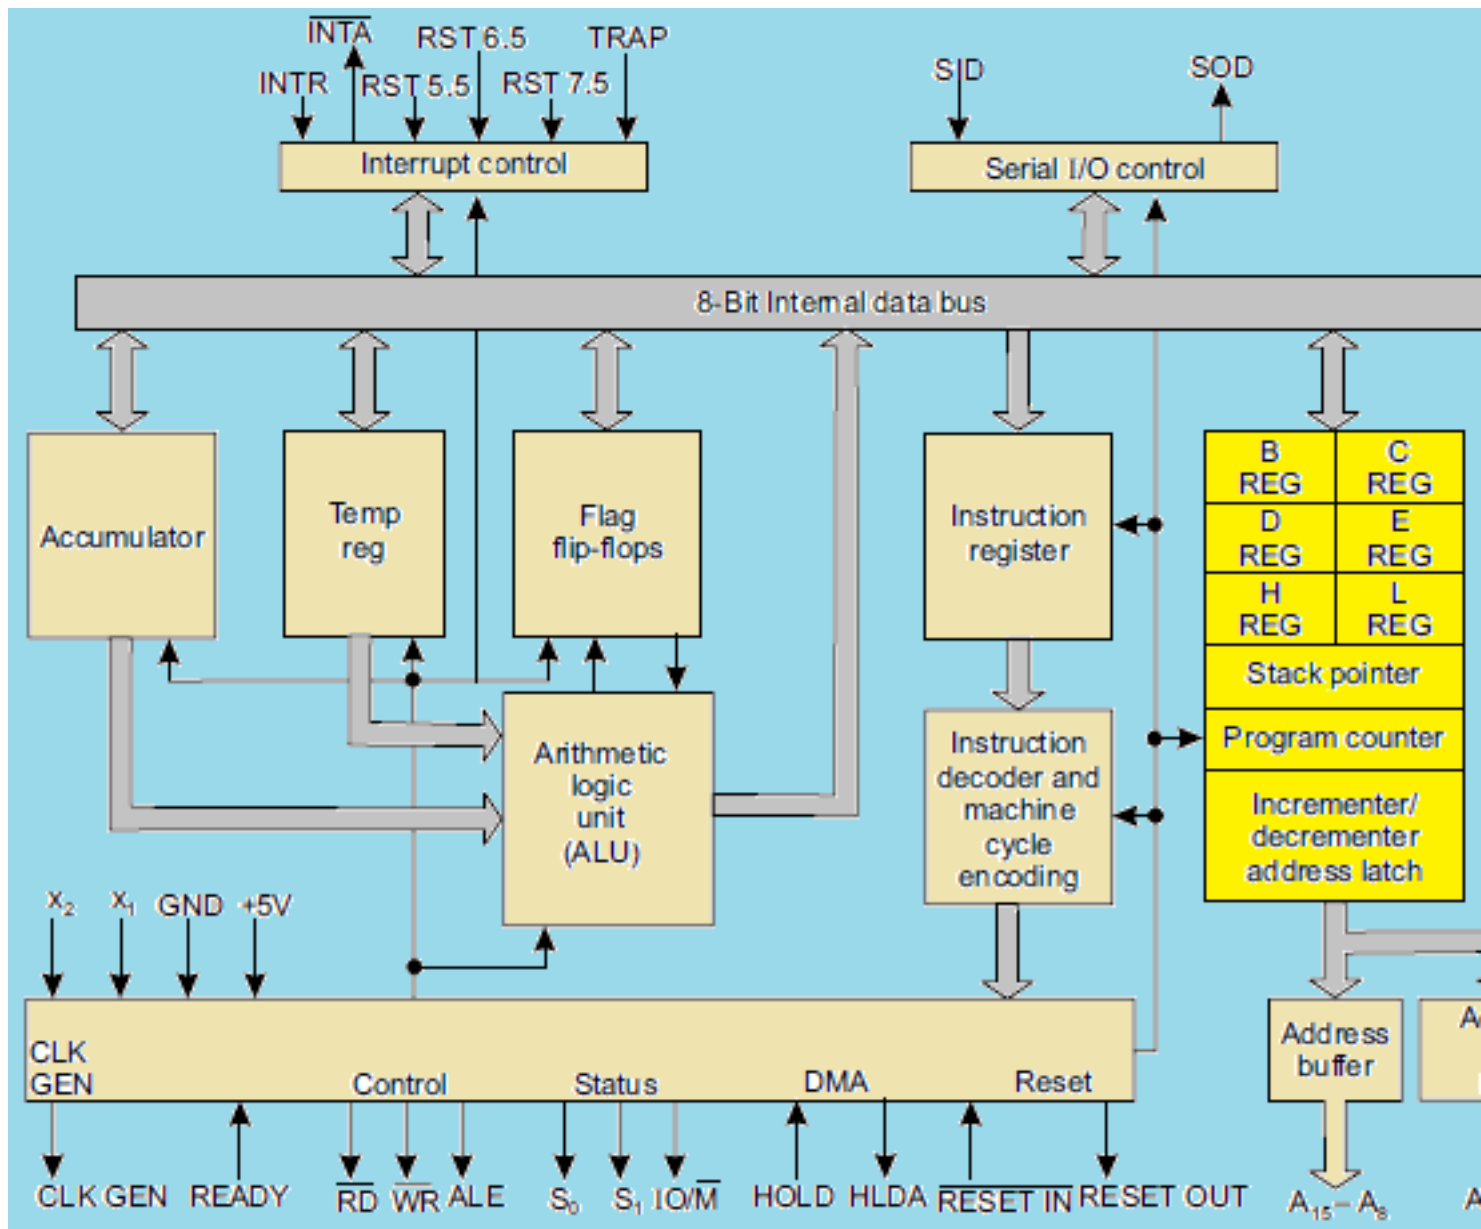 INTA
RST 6.5
TRAP
INTR
RST 5.5
RST 7.5
SID
SOD
Interrupt control
Serial I/O control
8-Bit Internal data bus
Accumulator
Temp
reg
Flag
flip-flops
Instruction
register
B
REG
C
REG
D
REG
E
REG
H
REG
L
REG
Stack pointer
Program counter
Incrementer/
decrementer
address latch
Arithmetic
logic
unit
(ALU)
Instruction
decoder and
machine
cycle
encoding
X₂
X₁
GND
+5V
CLK
GEN
Control
Status
DMA
Reset
Address
buffer
CLK GEN
READY
RD
WR
ALE
S₀
S₁
IO/M
HOLD
HLDA
RESET IN
RESET OUT
A₁₅– A₈